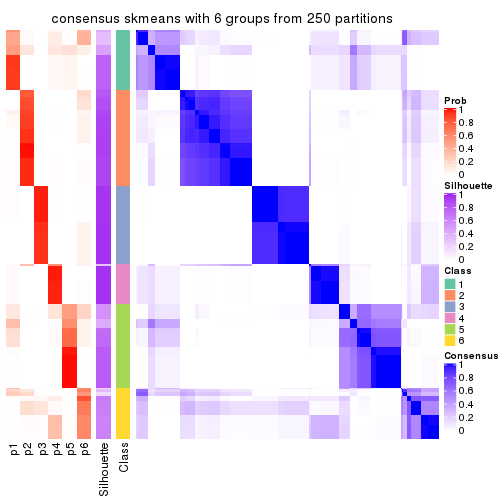 consensus skmeans with 6 groups from 250 partitions
Prob
1
0.8
0.6
0.4
0.2
0
Silhouette
1
0.8
0.6
0.4
0.2
0
Class
1
2
3
4
5
6
Consensus
1
0.8
0.6
0.4
0.2
0
p1
p2
p3
p4
p5
p6
Silhouette
Class